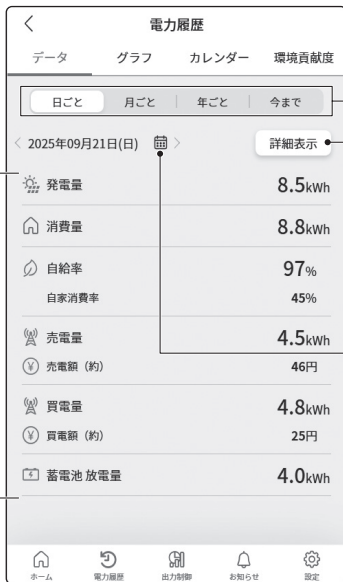 電力履歴
データ グラフ カレンダー 環境貢献度
日ごと 月ごと 年ごと 今まで
2025年09月21日(日) 詳細表示
発電量 8.5kWh
消費量 8.8kWh
自給率 97%
自家消費率 45%
売電量 4.5kWh
売電額（約） 46円
買電量 4.8kWh
買電額（約） 25円
蓄電池 放電量 4.0kWh
ホーム 電力履歴 出力制御 お知らせ 設定